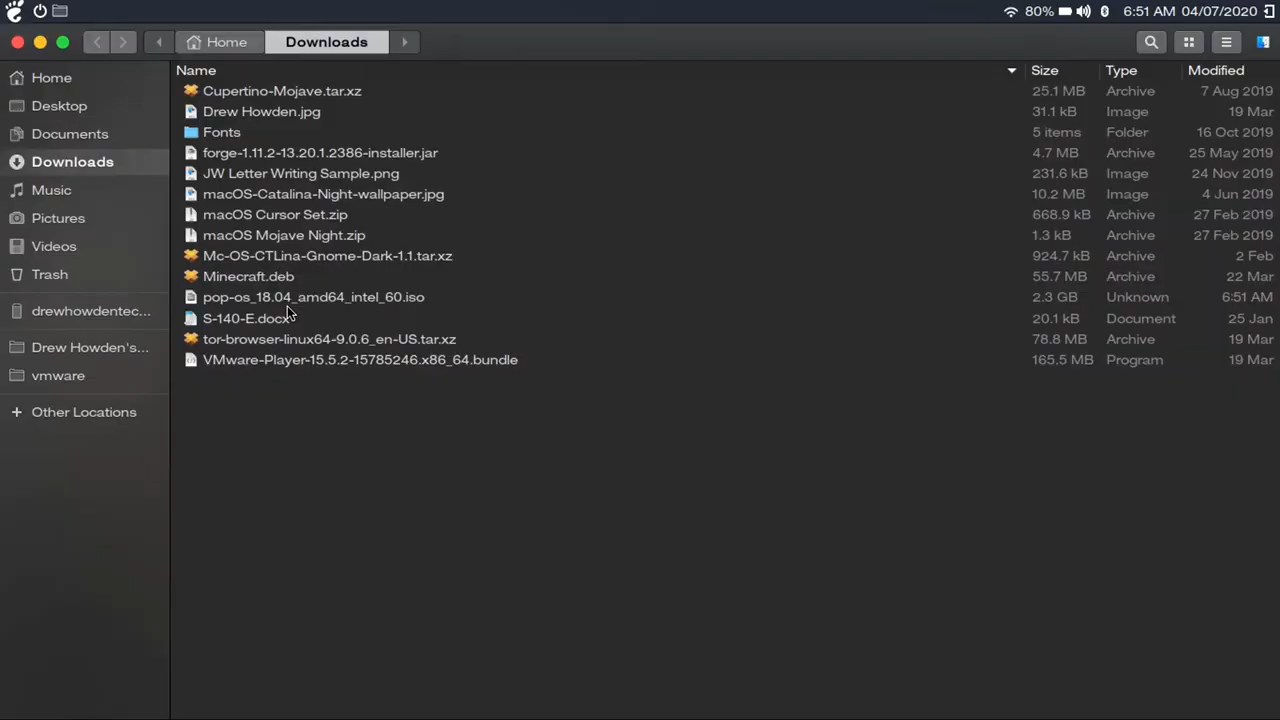 80% 6:51 AM 04/07/2020
Home Downloads
Name Size Type Modified
Home
Desktop
Documents
Downloads
Music
Pictures
Videos
Trash
drewhowdentec...
Drew Howden's...
vmware
+ Other Locations
Cupertino-Mojave.tar.xz 25.1 MB Archive 7 Aug 2019
Drew Howden.jpg 31.1 kB Image 19 Mar
Fonts 5 items Folder 16 Oct 2019
forge-1.11.2-13.20.1.2386-installer.jar 4.7 MB Archive 25 May 2019
JW Letter Writing Sample.png 231.6 kB Image 24 Nov 2019
macOS-Catalina-Night-wallpaper.jpg 10.2 MB Image 4 Jun 2019
macOS Cursor Set.zip 668.9 kB Archive 27 Feb 2019
macOS Mojave Night.zip 1.3 kB Archive 27 Feb 2019
Mc-OS-CTLina-Gnome-Dark-1.1.tar.xz 924.7 kB Archive 2 Feb
Minecraft.deb 55.7 MB Archive 22 Mar
pop-os_18.04_amd64_intel_60.iso 2.3 GB Unknown 6:51 AM
S-140-E.docx 20.1 kB Document 25 Jan
tor-browser-linux64-9.0.6_en-US.tar.xz 78.8 MB Archive 19 Mar
VMware-Player-15.5.2-15785246.x86_64.bundle 165.5 MB Program 19 Mar